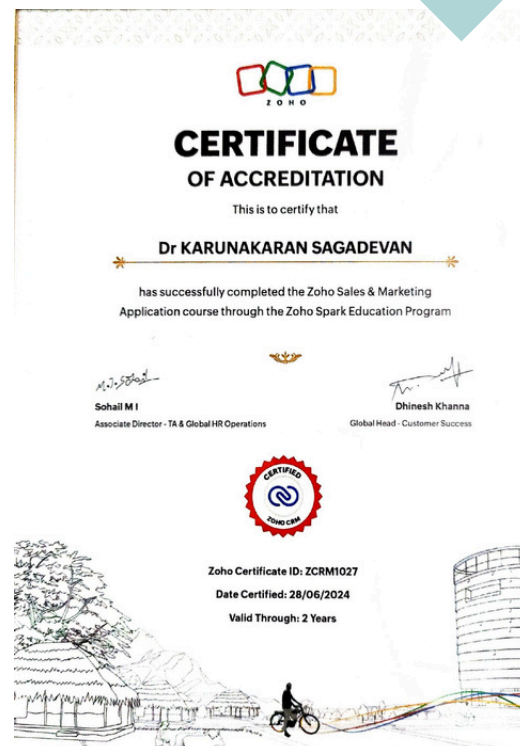 ZOHO
CERTIFICATE
OF ACCREDITATION
This is to certify that
Dr KARUNAKARAN SAGADEVAN
has successfully completed the Zoho Sales & Marketing
Application course through the Zoho Spark Education Program
Sohail M I
Dhinesh Khanna
Associate Director - TA & Global HR Operations
Global Head - Customer Success
CERTIFIED
ZOHO CRM
Zoho Certificate ID: ZCRM1027
Date Certified: 28/06/2024
Valid Through: 2 Years